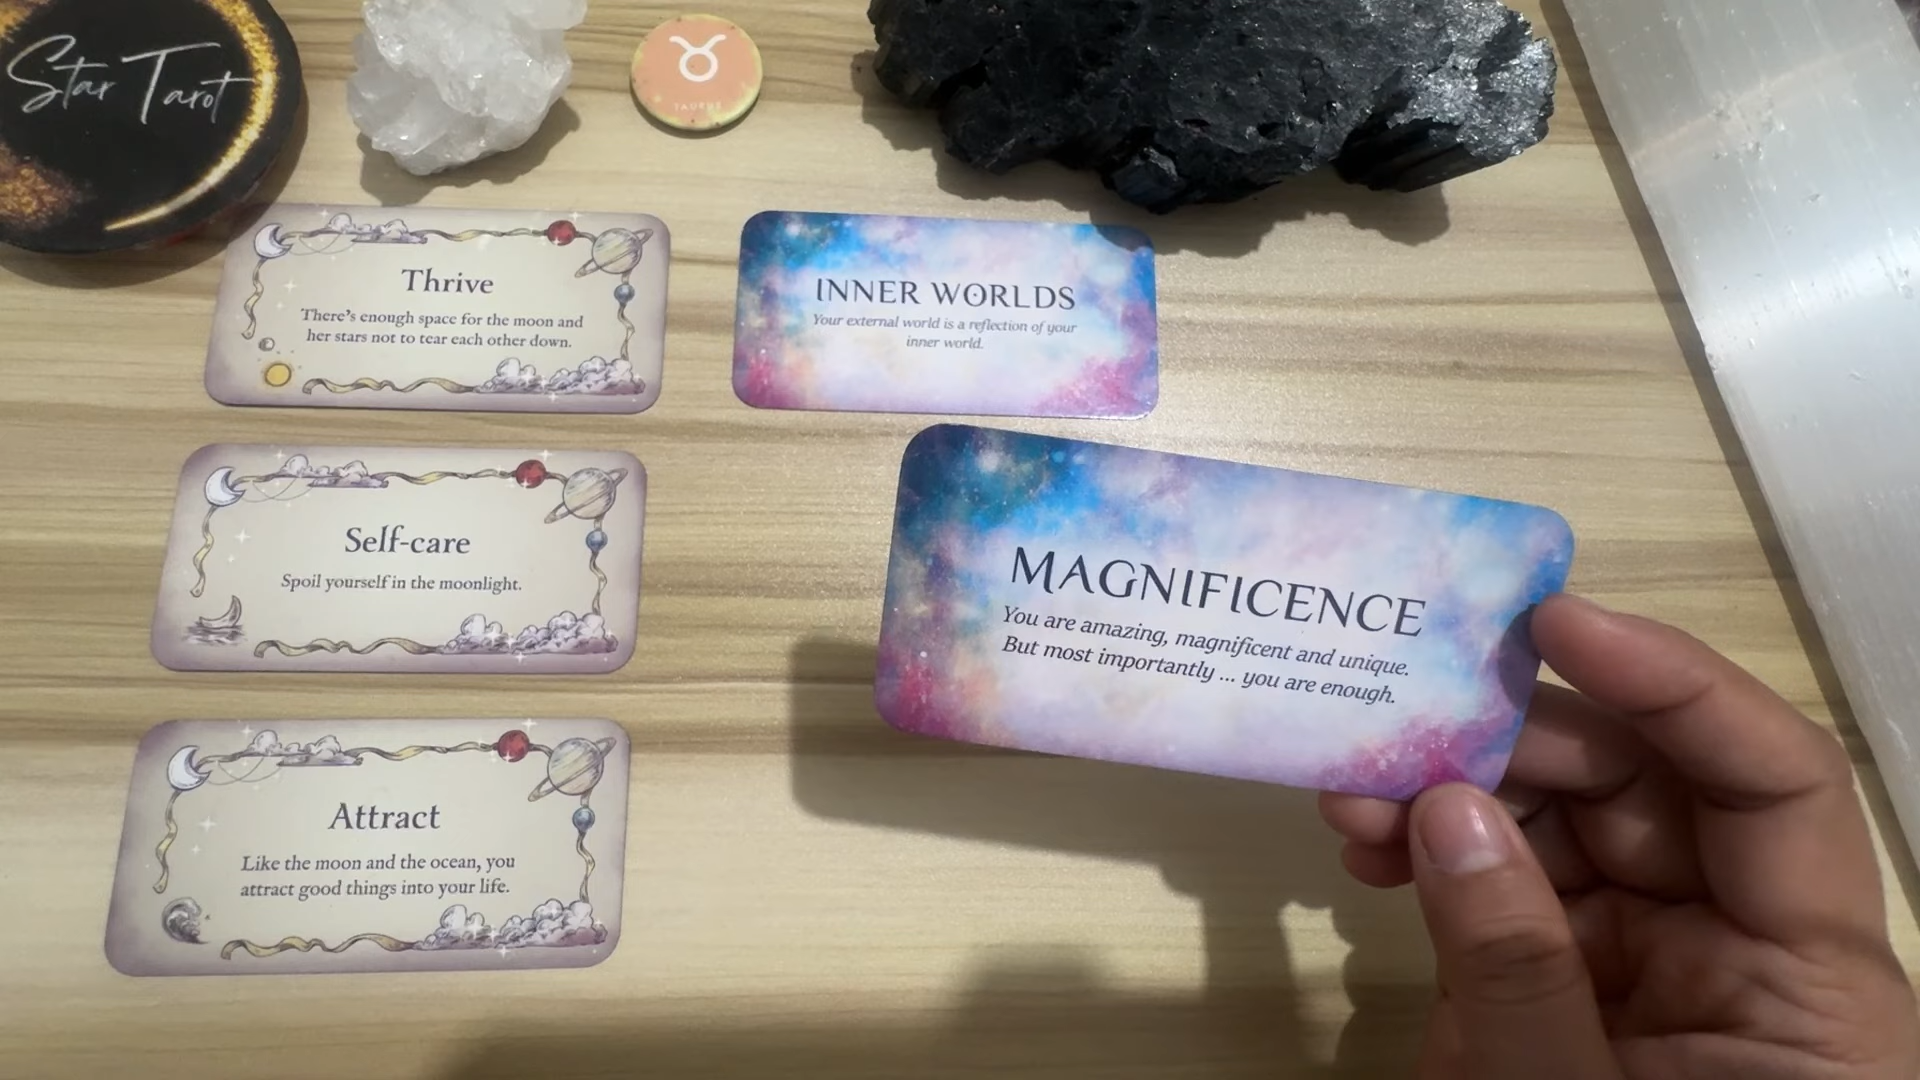 Star Tarot
TAURUS
Thrive
There's enough space for the moon and
her stars not to tear each other down.
INNER WORLDS
Your external world is a reflection of your
inner world.
Self-care
Spoil yourself in the moonlight.
MAGNIFICENCE
You are amazing, magnificent and unique.
But most importantly ... you are enough.
Attract
Like the moon and the ocean, you
attract good things into your life.